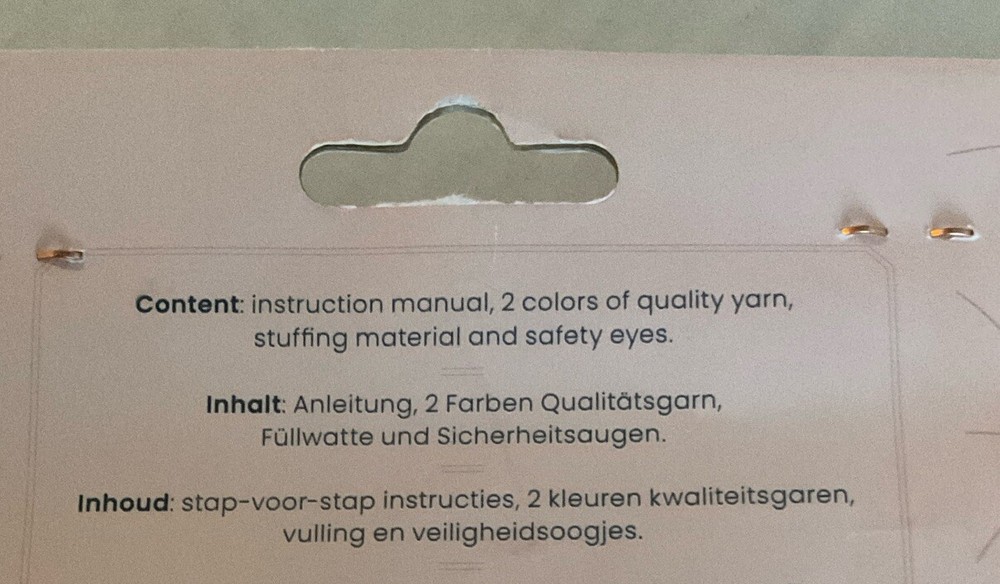 Content: instruction manual, 2 colors of quality yarn,
stuffing material and safety eyes.
Inhalt: Anleitung, 2 Farben Qualitätsgarn,
Füllwatte und Sicherheitsaugen.
Inhoud: stap-voor-stap instructies, 2 kleuren kwaliteitsgaren,
vulling en veiligheidsoogjes.